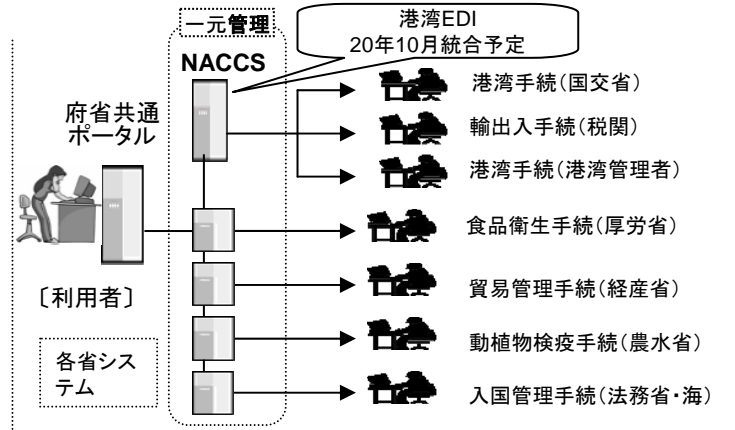 一元管理
港湾EDI
20年10月統合予定
NACCS
府省共通
ポータル
〔利用者〕
各省シス
テム
港湾手続(国交省)
輸出入手続(税関)
港湾手続(港湾管理者)
食品衛生手続(厚労省)
貿易管理手続(経産省)
動植物検疫手続(農水省)
入国管理手続(法務省・海)